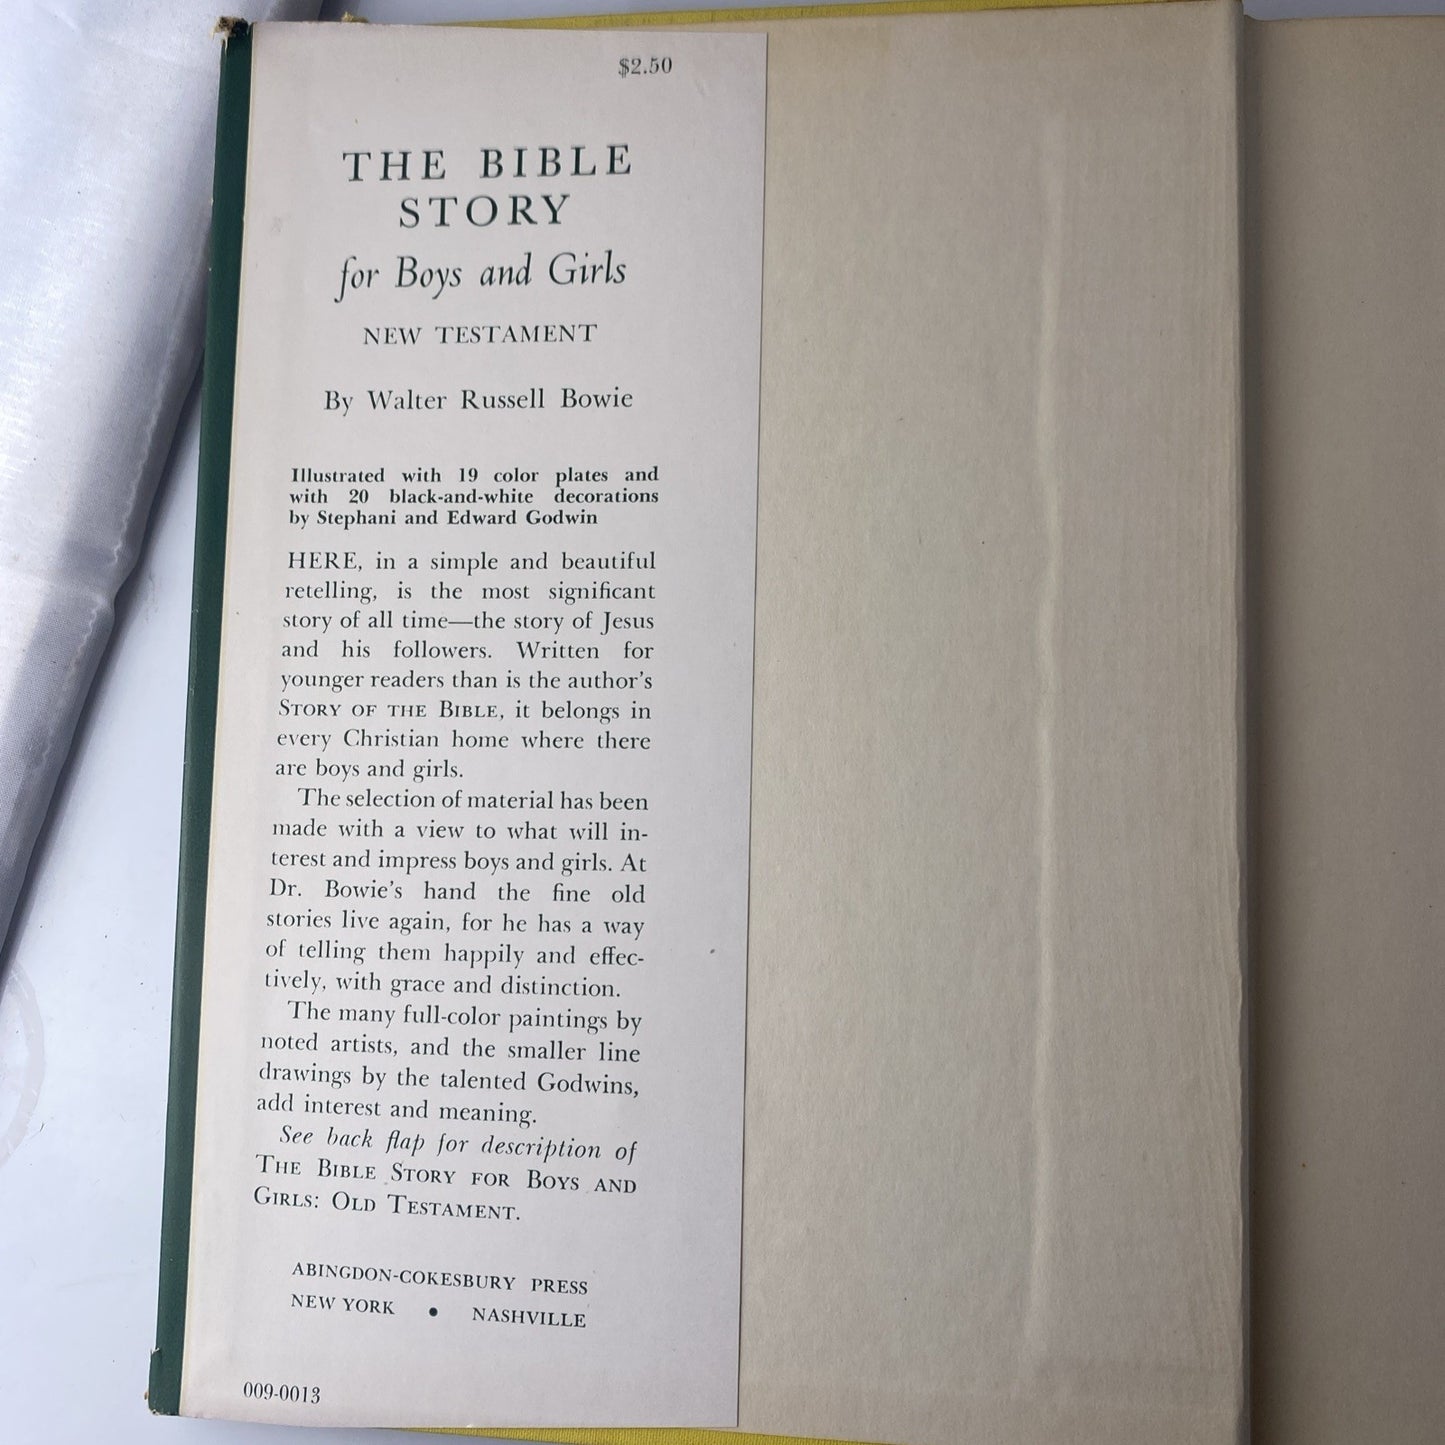 $2.50
THE BIBLE
STORY
for Boys and Girls
NEW TESTAMENT
By Walter Russell Bowie
Illustrated with 19 color plates and
with 20 black-and-white decorations
by Stephani and Edward Godwin
HERE, in a simple and beautiful
retelling, is the most significant
story of all time—the story of Jesus
and his followers. Written for
younger readers than is the author's
STORY OF THE BIBLE, it belongs in
every Christian home where there
are boys and girls.
The selection of material has been
made with a view to what will in-
terest and impress boys and girls. At
Dr. Bowie's hand the fine old
stories live again, for he has a way
of telling them happily and effec-
tively, with grace and distinction.
The many full-color paintings by
noted artists, and the smaller line
drawings by the talented Godwins,
add interest and meaning.
See back flap for description of
THE BIBLE STORY FOR BOYS AND
GIRLS: OLD TESTAMENT.
ABINGDON-COKESBURY PRESS
NEW YORK • NASHVILLE
009-0013